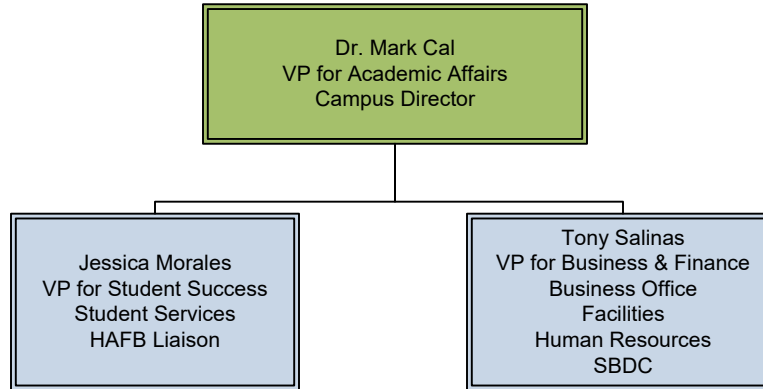 Dr. Mark Cal
VP for Academic Affairs
Campus Director
Jessica Morales
VP for Student Success
Student Services
HAFB Liaison
Tony Salinas
VP for Business & Finance
Business Office
Facilities
Human Resources
SBDC